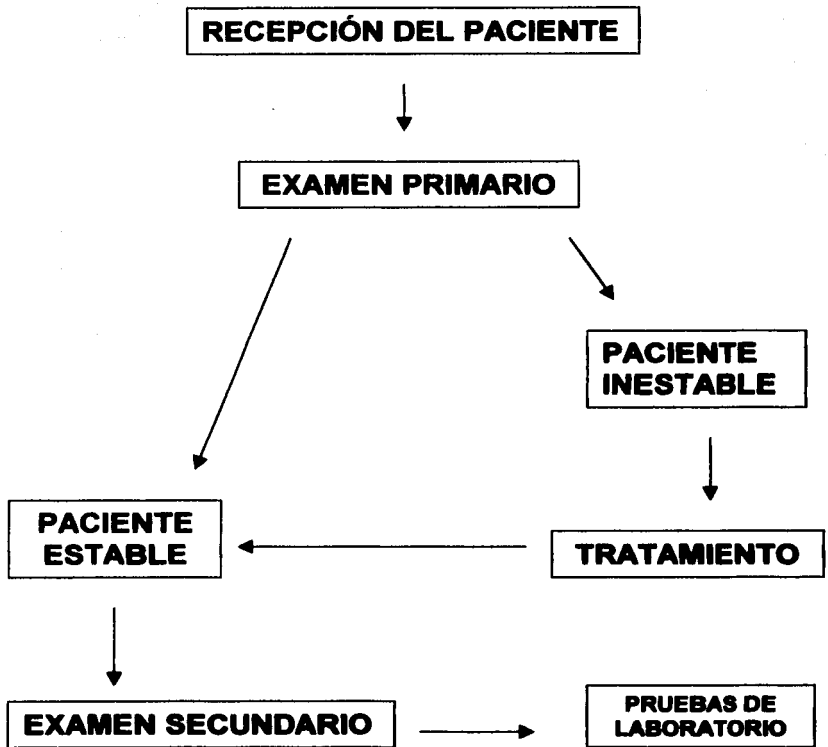 RECEPCIÓN DEL PACIENTE
EXAMEN PRIMARIO
PACIENTE
INESTABLE
PACIENTE
ESTABLE
TRATAMIENTO
EXAMEN SECUNDARIO
PRUEBAS DE
LABORATORIO